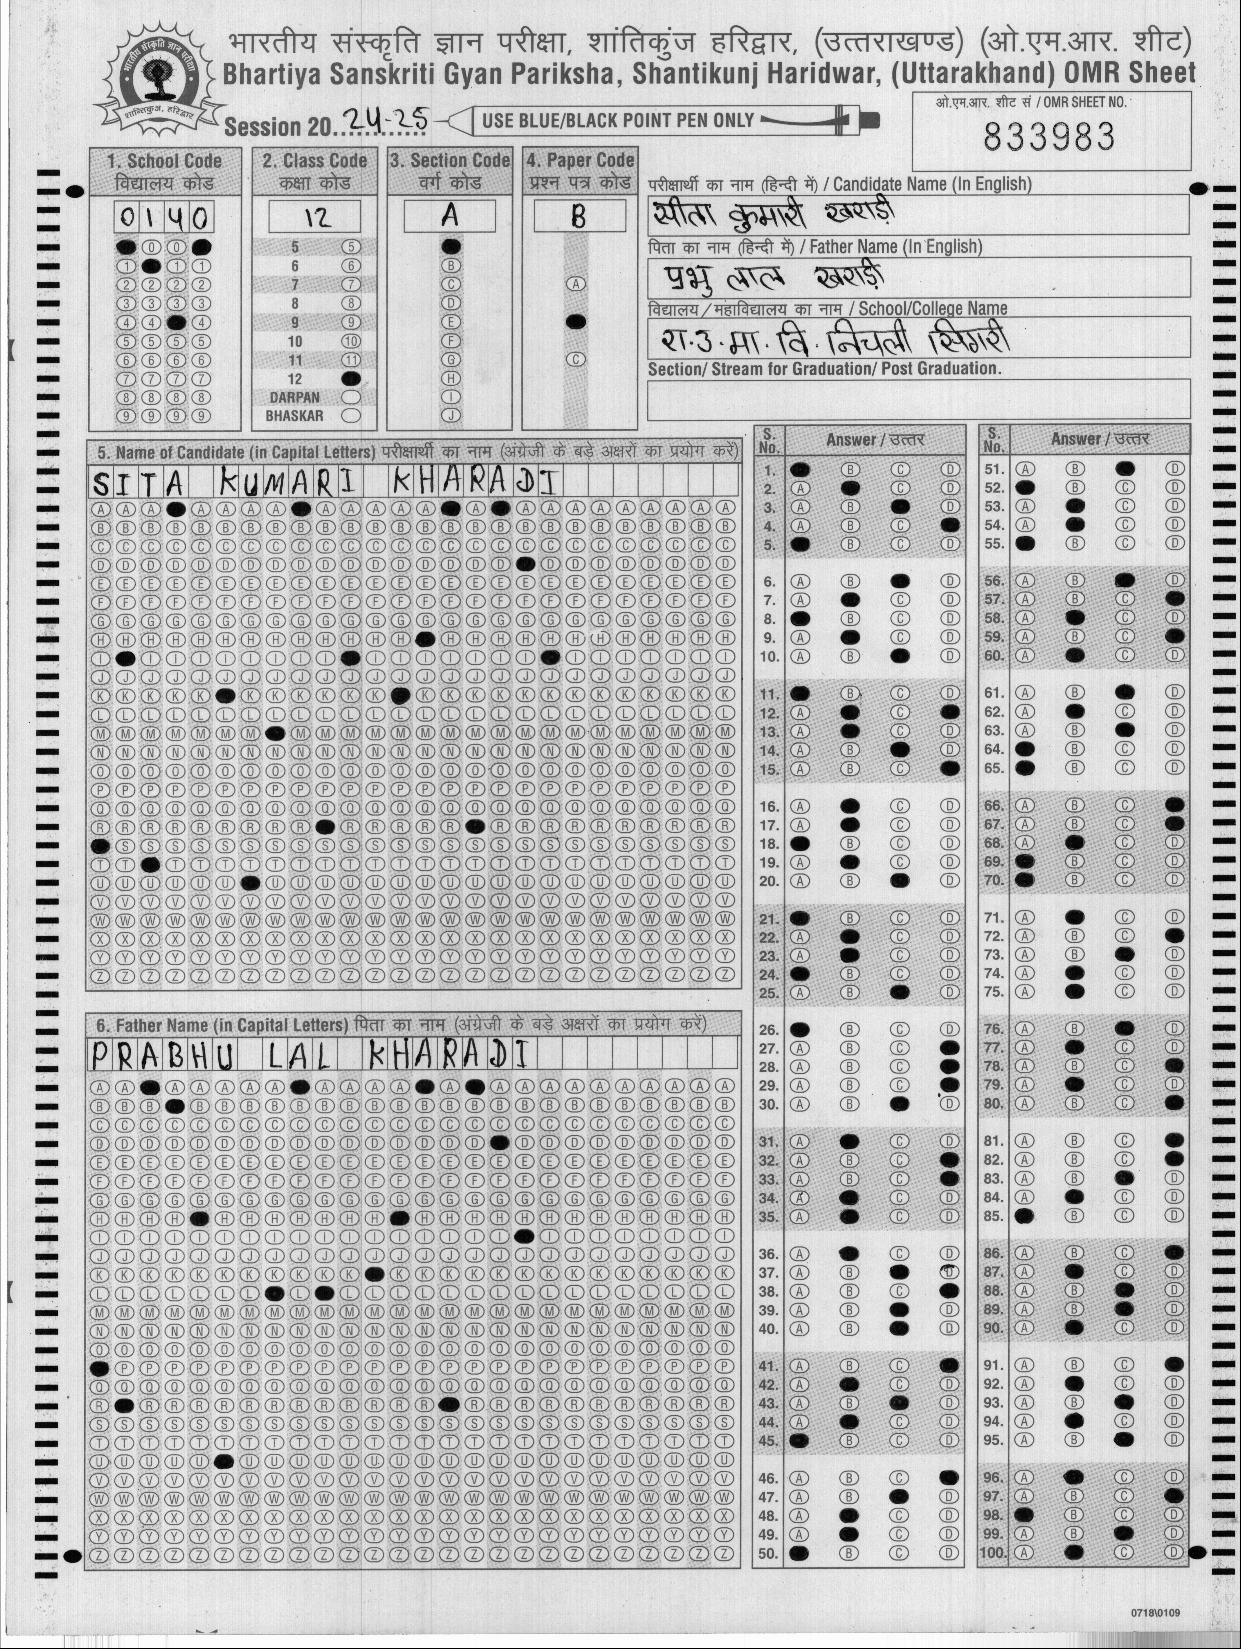 भारतीय संस्कृति ज्ञान परीक्षा, शांतिकुंज हरिद्वार, (उत्तराखण्ड) (ओ.एम.आर. शीट)
Bhartiya Sanskriti Gyan Pariksha, Shantikunj Haridwar, (Uttarakhand) OMR Sheet
Session 20 24-25 USE BLUE/BLACK POINT PEN ONLY
ओ.एम.आर. शीट सं / OMR SHEET NO.
833983
1. School Code
विद्यालय कोड
0140
2. Class Code
कक्षा कोड
12
5
6
7
8
9
10
11
12
DARPAN
BHASKAR
3. Section Code
वर्ग कोड
A
4. Paper Code
प्रश्न पत्र कोड
B
परीक्षार्थी का नाम (हिन्दी में) / Candidate Name (In English)
सीता कुमारी खराड़ी
पिता का नाम (हिन्दी में) / Father Name (In English)
प्रभु लाल खराड़ी
विद्यालय / महाविद्यालय का नाम / School/College Name
रा.उ.मा.वि. निचली सिगरी
Section/ Stream for Graduation/ Post Graduation.
5. Name of Candidate (in Capital Letters) परीक्षार्थी का नाम (अंग्रेजी के बड़े अक्षरों का प्रयोग करें)
SITA KUMARI KHARADI
6. Father Name (in Capital Letters) पिता का नाम (अंग्रेजी के बड़े अक्षरों का प्रयोग करें)
PRABHU LAL KHARADI
S. No. Answer / उत्तर
S. No. Answer / उत्तर
0718\0109